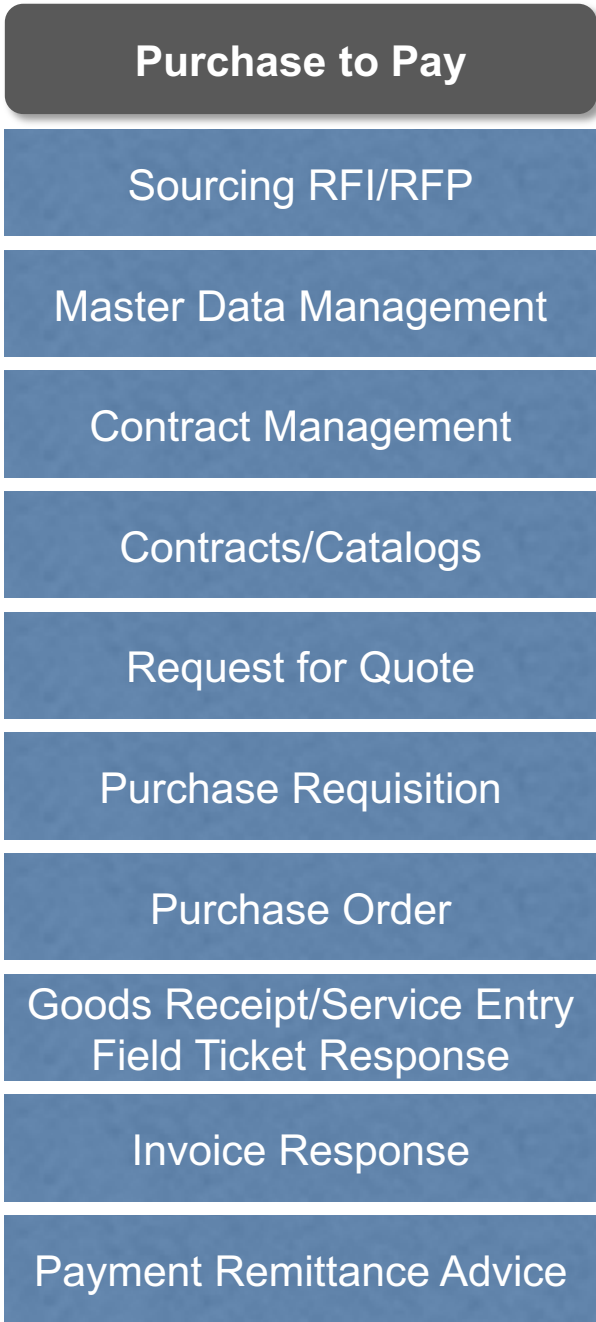 Purchase to Pay
Sourcing RFI/RFP
Master Data Management
Contract Management
Contracts/Catalogs
Request for Quote
Purchase Requisition
Purchase Order
Goods Receipt/Service Entry
Field Ticket Response
Invoice Response
Payment Remittance Advice